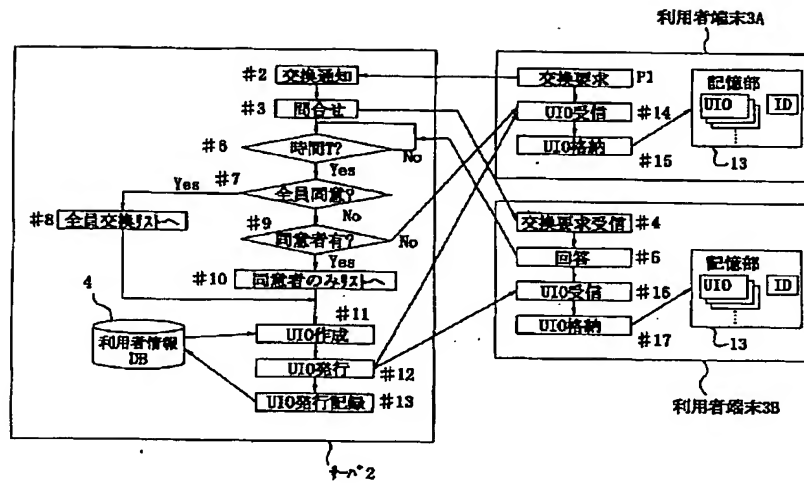 利用者端末3A
#2 交換通知
#3 問合せ
#6 時間T?
No
Yes
#7 全員同意?
Yes
No
#8 全員交換リストへ
#9 同意者有?
No
Yes
#10 同意者のみリストへ
4
利用者情報
DB
#11
UIO作成
UIO発行
#12
UIO発行記録
#13
サーバ2
交換要求 P1
UIO受信
#14
UIO格納
#15
記憶部
UIO
ID
13
交換要求受信 #4
回答 #5
UIO受信 #16
UIO格納
#17
記憶部
UIO
ID
13
利用者端末3B